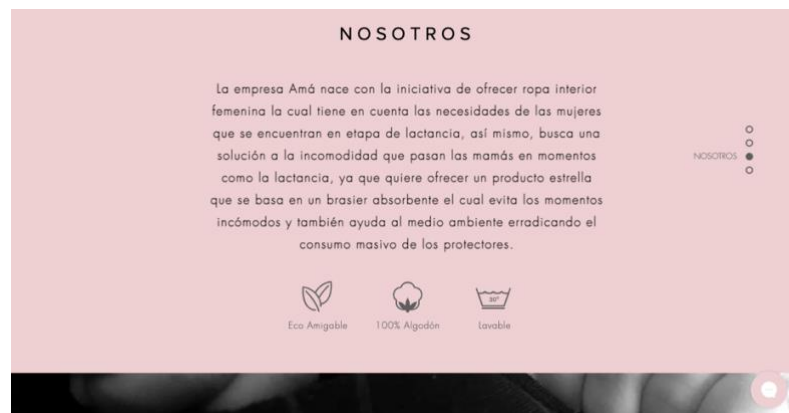 NOSOTROS
La empresa Amá nace con la iniciativa de ofrecer ropa interior
femenina la cual tiene en cuenta las necesidades de las mujeres
que se encuentran en etapa de lactancia, así mismo, busca una
solución a la incomodidad que pasan las mamás en momentos
como la lactancia, ya que quiere ofrecer un producto estrella
que se basa en un brasier absorbente el cual evita los momentos
incómodos y también ayuda al medio ambiente erradicando el
consumo masivo de los protectores.
NOSOTROS
30°
Eco Amigable 100% Algodón Lavable